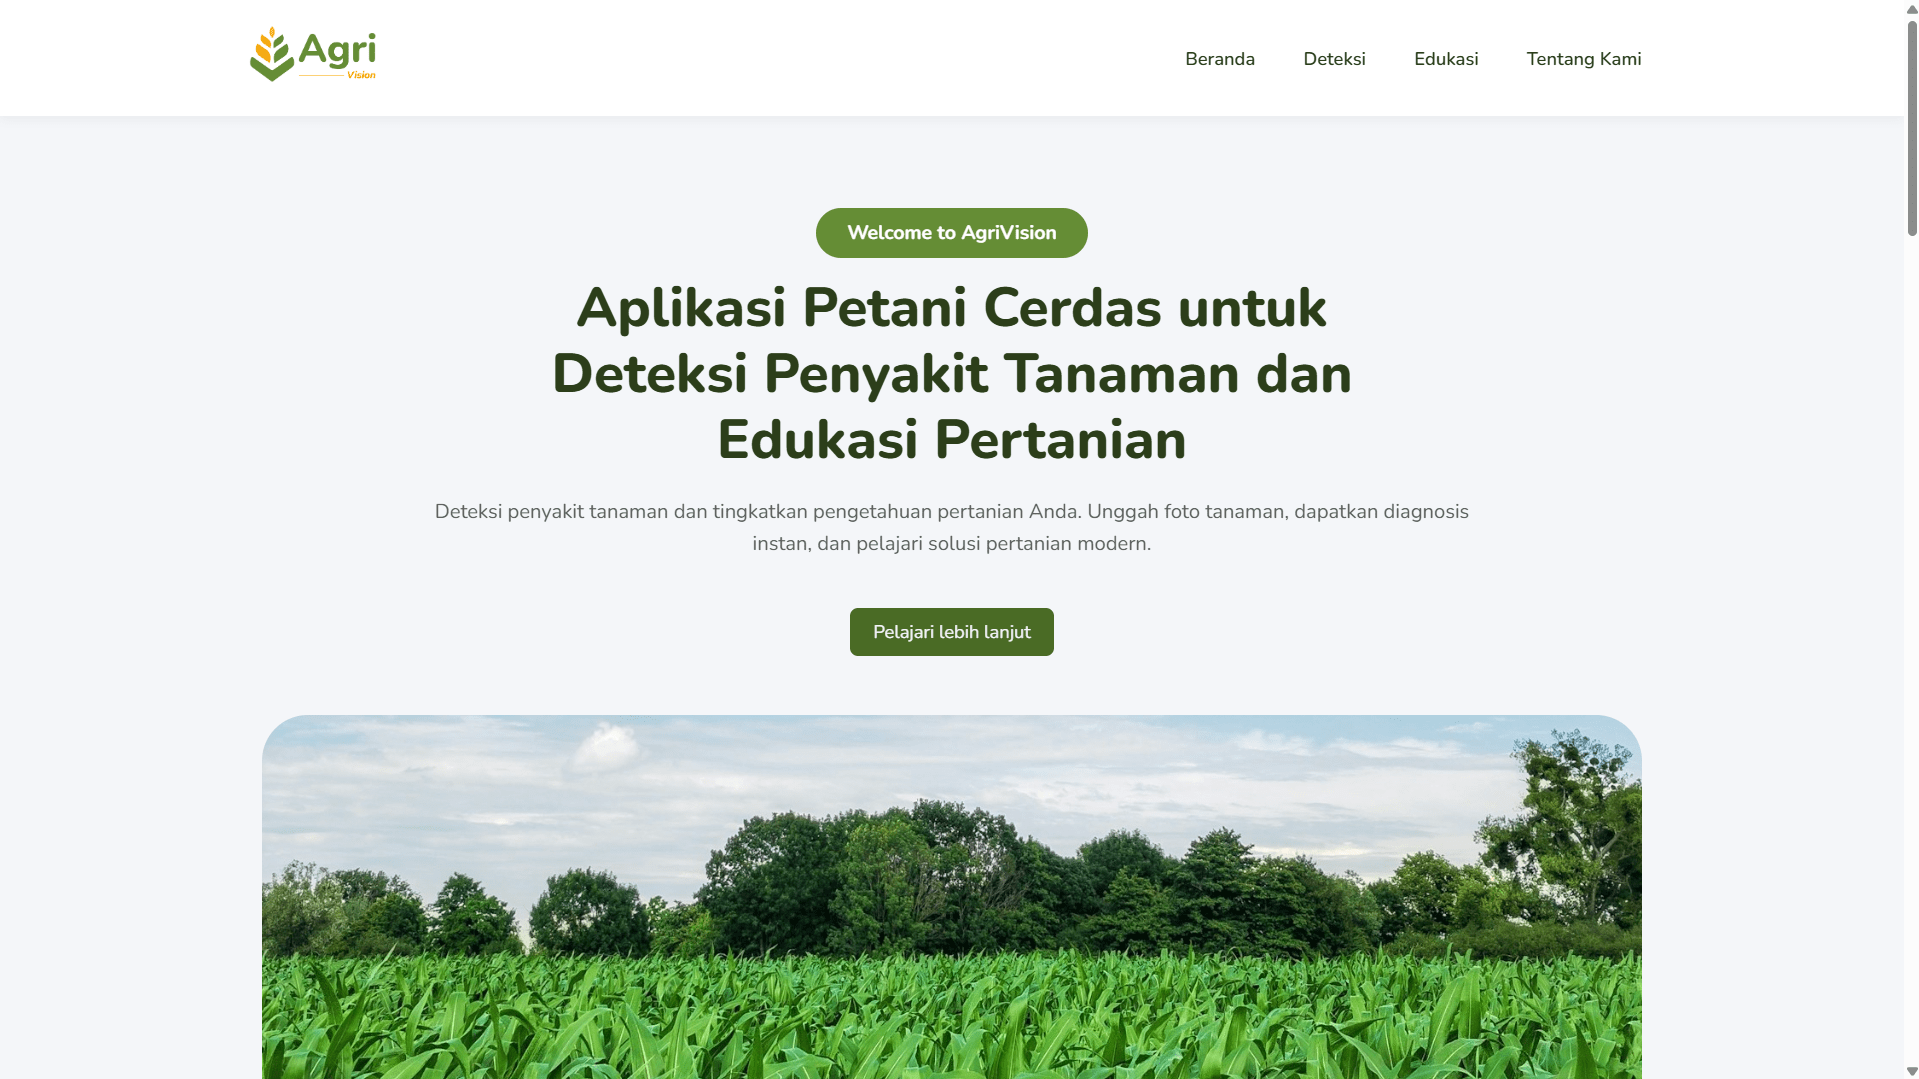 Agri
Vision
Beranda
Deteksi
Edukasi
Tentang Kami
Welcome to AgriVision
Aplikasi Petani Cerdas untuk
Deteksi Penyakit Tanaman dan
Edukasi Pertanian
Deteksi penyakit tanaman dan tingkatkan pengetahuan pertanian Anda. Unggah foto tanaman, dapatkan diagnosis
instan, dan pelajari solusi pertanian modern.
Pelajari lebih lanjut